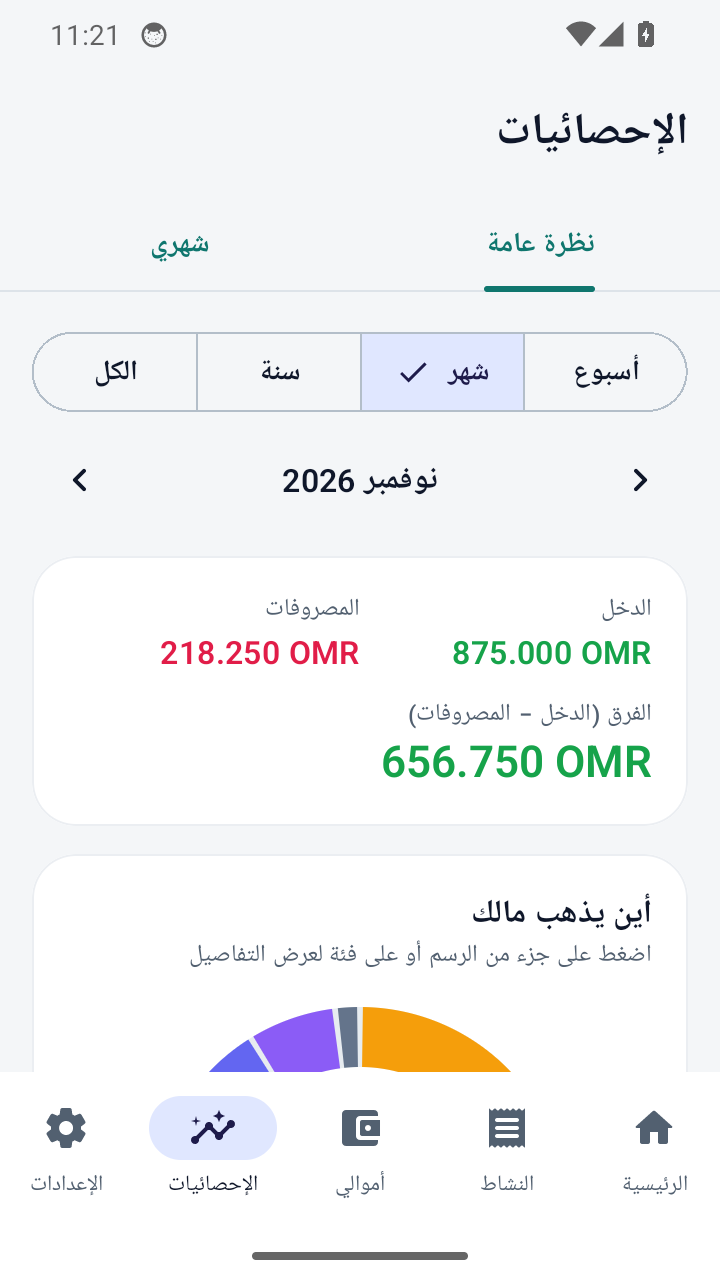 11:21
الإحصائيات
نظرة عامة
شهري
أسبوع
شهر
سنة
الكل
نوفمبر 2026
الدخل
المصروفات
875.000 OMR
218.250 OMR
الفرق (الدخل − المصروفات)
656.750 OMR
أين يذهب مالك
اضغط على جزء من الرسم أو على فئة لعرض التفاصيل
الرئيسية
النشاط
أموالي
الإحصائيات
الإعدادات